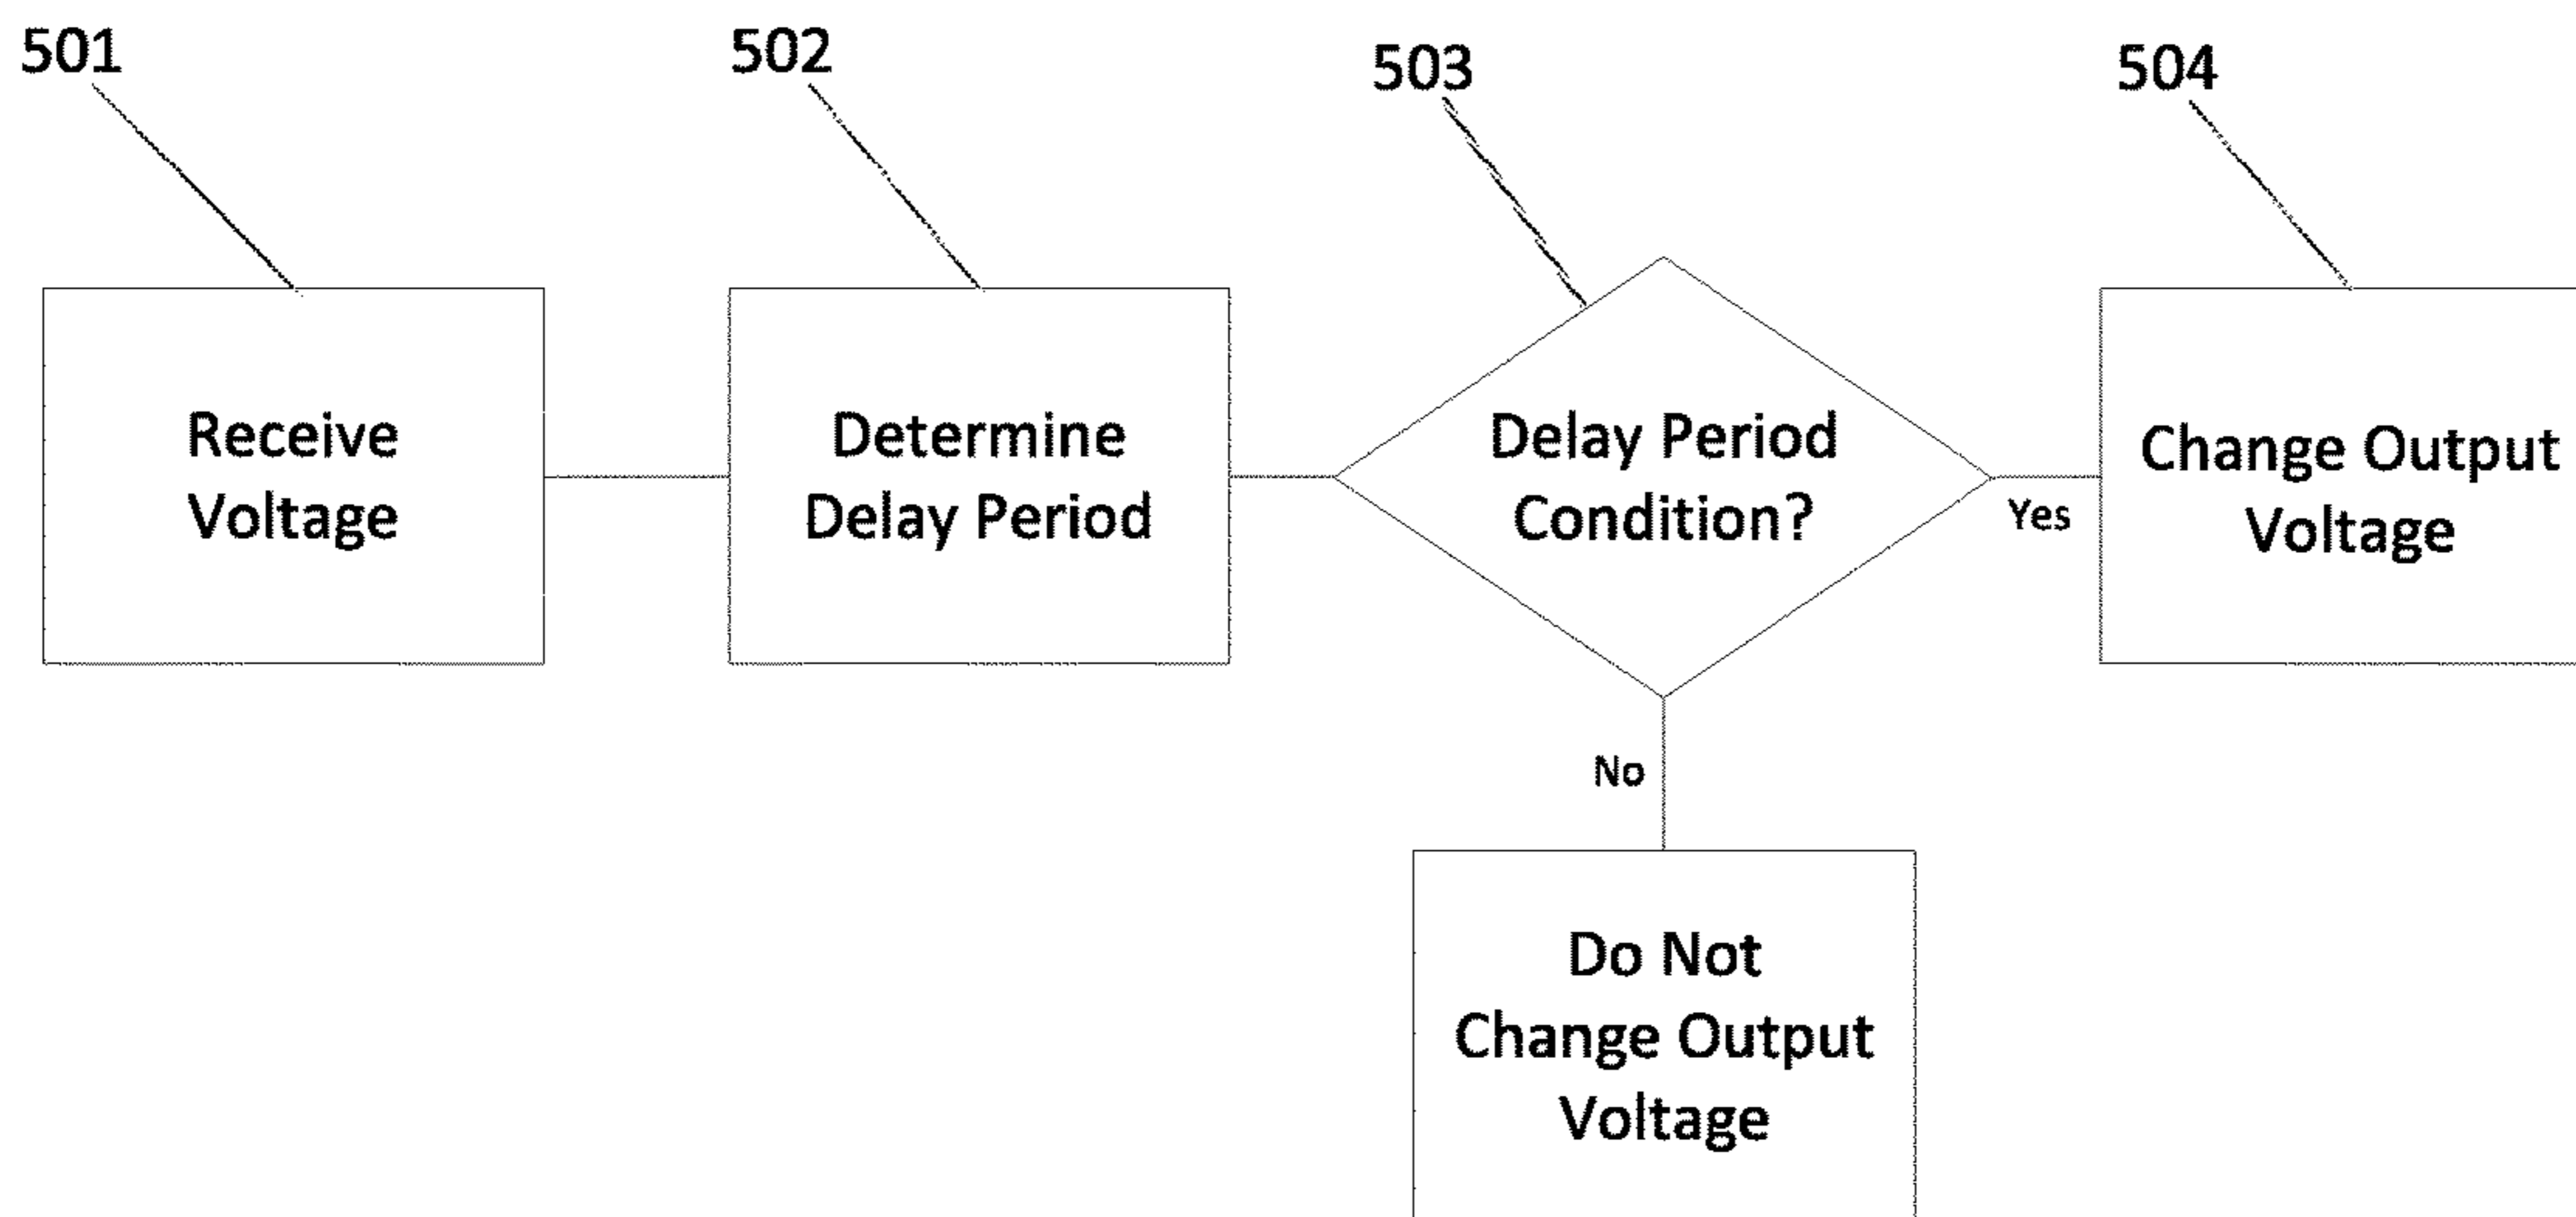 501
502
503
504
Receive
Voltage
Determine
Delay Period
Delay Period
Condition?
Yes
Change Output
Voltage
No
Do Not
Change Output
Voltage